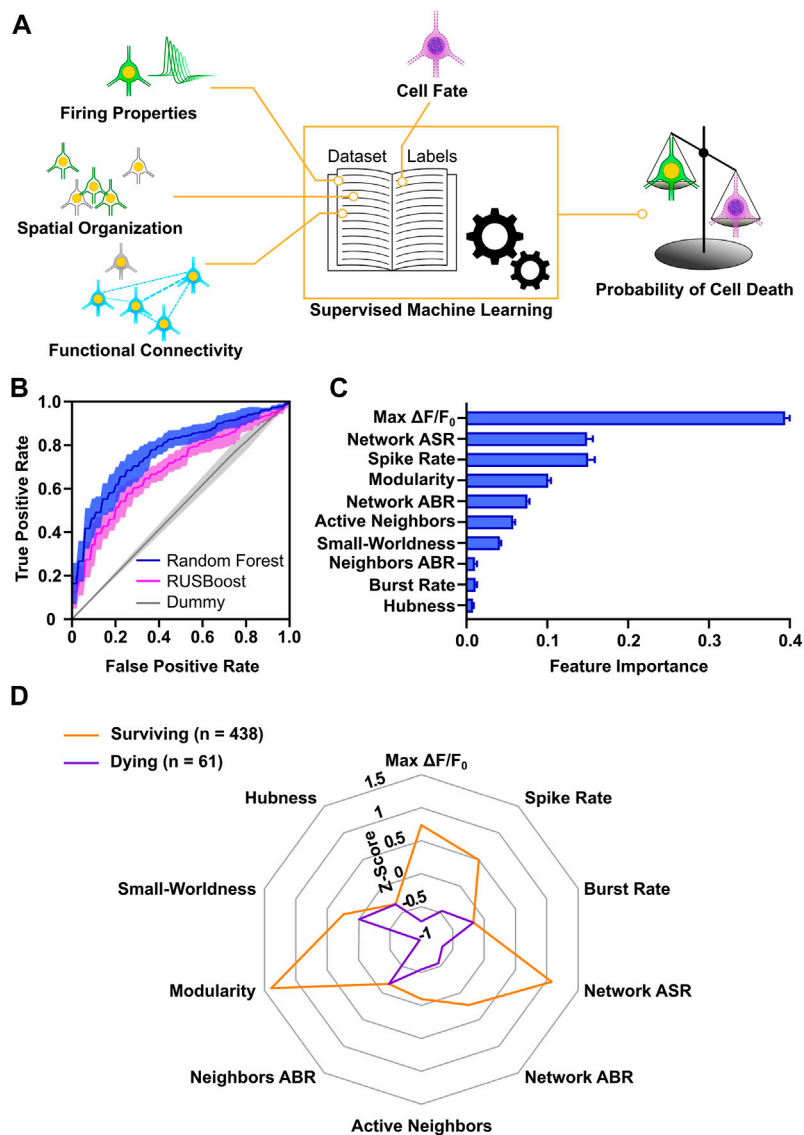 A
Firing Properties
Cell Fate
Dataset Labels
Spatial Organization
Supervised Machine Learning
Probability of Cell Death
Functional Connectivity
B
True Positive Rate
1.0
0.8
0.6
0.4
0.2
0
Random Forest
RUSBoost
Dummy
0 0.2 0.4 0.6 0.8 1.0
False Positive Rate
C
Max ΔF/F₀
Network ASR
Spike Rate
Modularity
Network ABR
Active Neighbors
Small-Worldness
Neighbors ABR
Burst Rate
Hubness
0.0 0.1 0.2 0.3 0.4
Feature Importance
D
Surviving (n = 438)
Dying (n = 61)
Max ΔF/F₀
Hubness
Spike Rate
1.5
1
0.5
0
-0.5
-1
Z-Score
Small-Worldness
Burst Rate
Modularity
Network ASR
Neighbors ABR
Network ABR
Active Neighbors